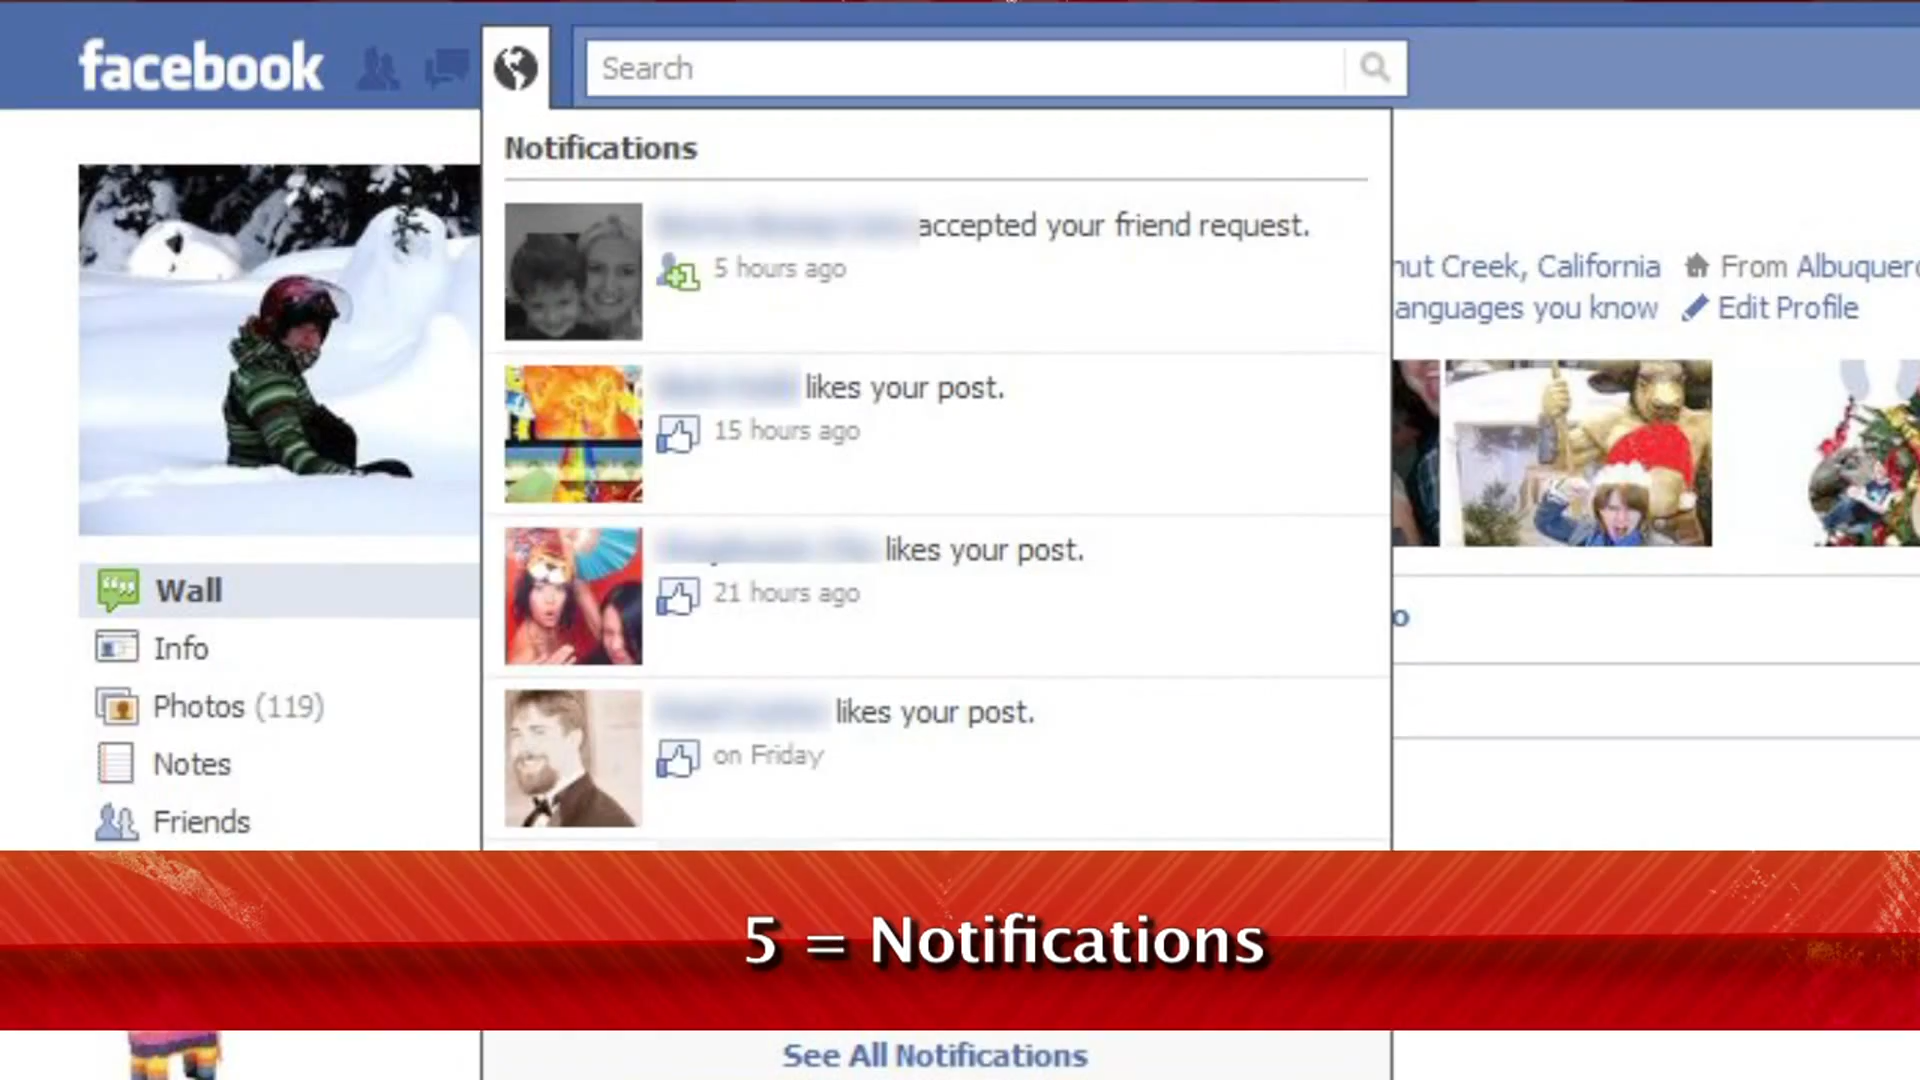 facebook
Search
Notifications
accepted your friend request.
5 hours ago
likes your post.
15 hours ago
likes your post.
21 hours ago
likes your post.
on Friday
See All Notifications
nut Creek, California From Albuquerq
anguages you know Edit Profile
o
Wall
Info
Photos (119)
Notes
Friends
5 = Notifications